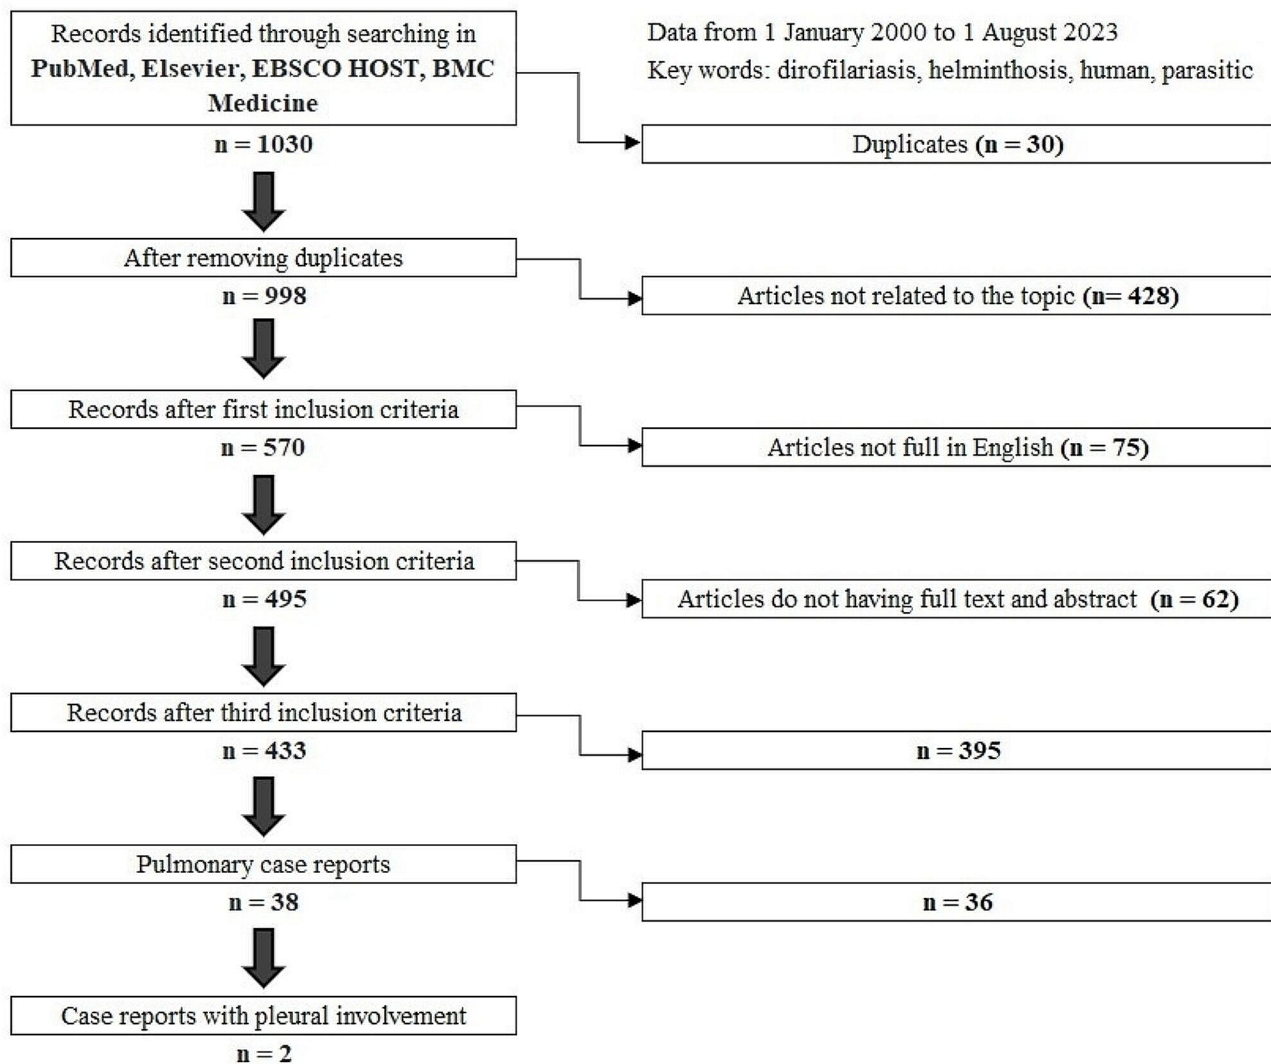 Records identified through searching in
PubMed, Elsevier, EBSCO HOST, BMC
Medicine
n = 1030
Data from 1 January 2000 to 1 August 2023
Key words: dirofilariasis, helminthosis, human, parasitic
Duplicates (n = 30)
After removing duplicates
n = 998
Articles not related to the topic (n= 428)
Records after first inclusion criteria
n = 570
Articles not full in English (n = 75)
Records after second inclusion criteria
n = 495
Articles do not having full text and abstract (n = 62)
Records after third inclusion criteria
n = 433
n = 395
Pulmonary case reports
n = 38
n = 36
Case reports with pleural involvement
n = 2